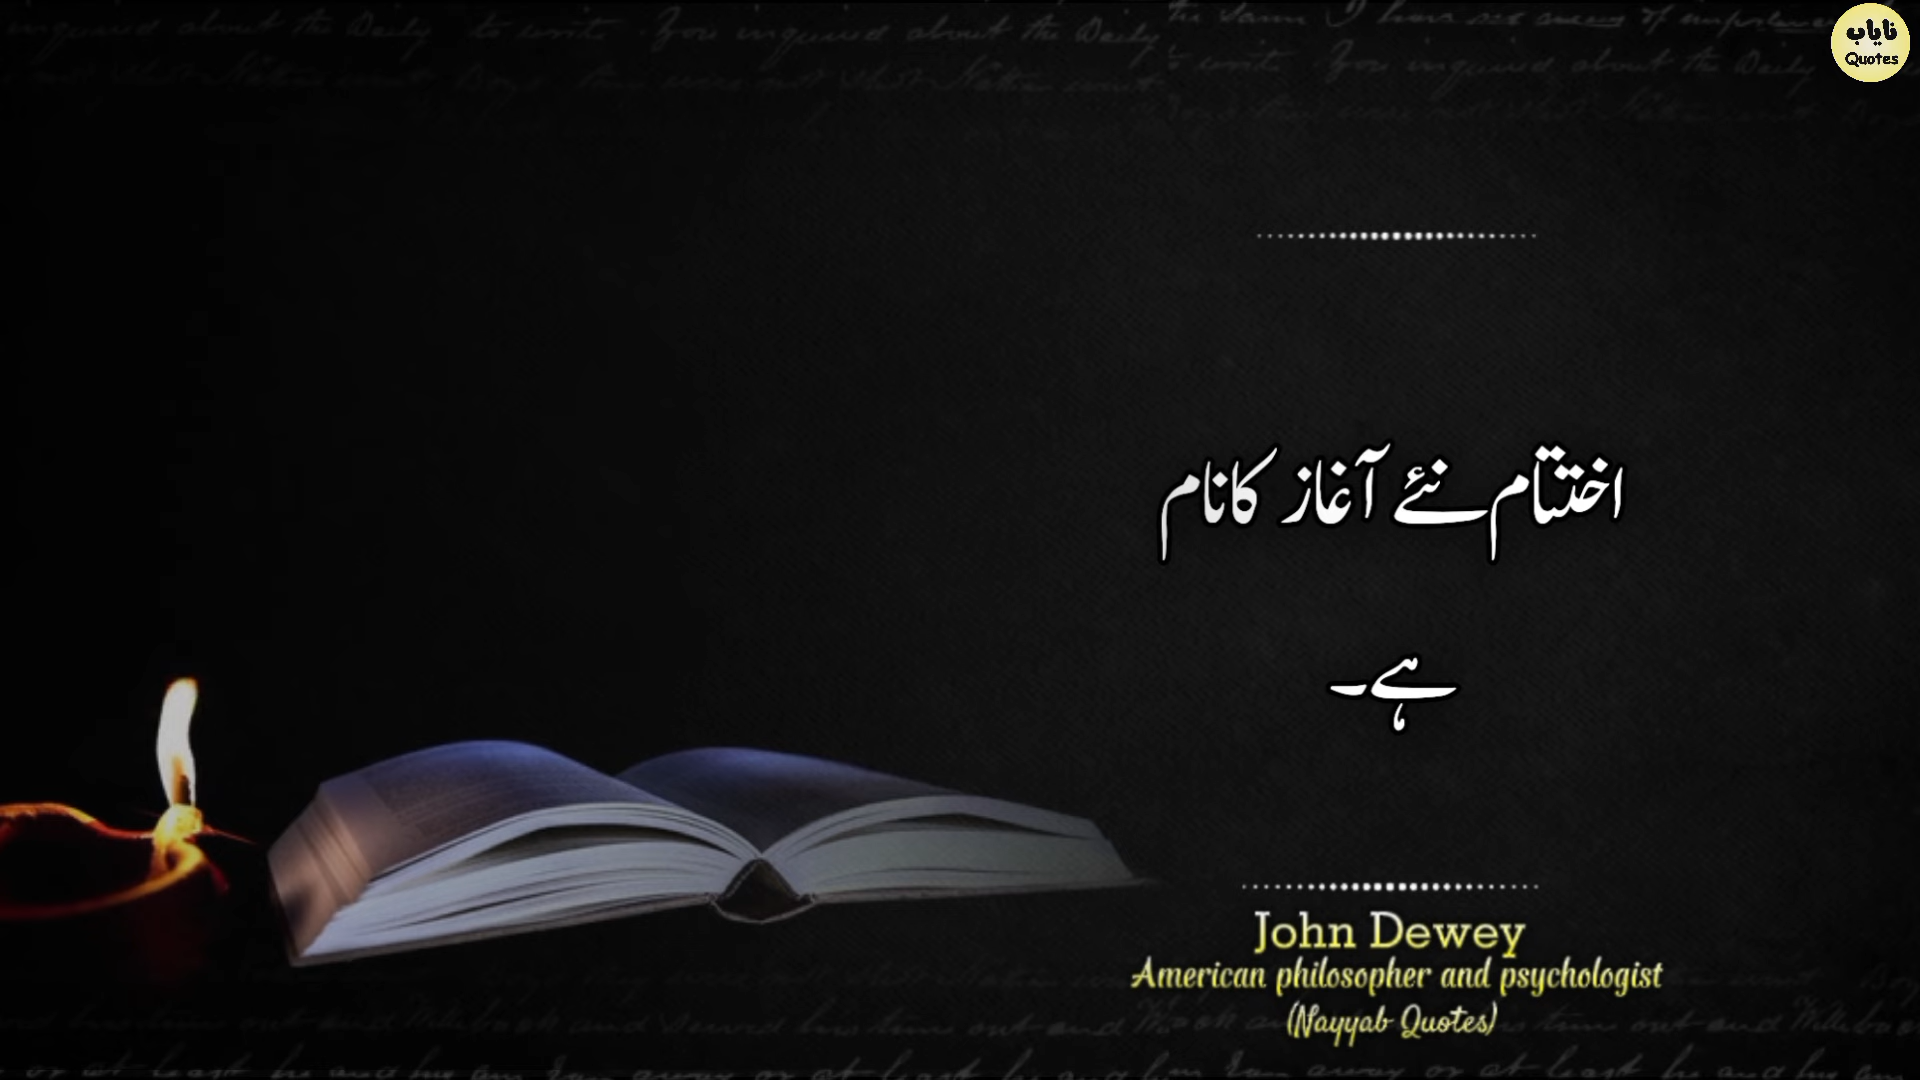 نایاب
Quotes
اختتام نئے آغاز کا نام
ہے۔
John Dewey
American philosopher and psychologist
(Nayyab Quotes)